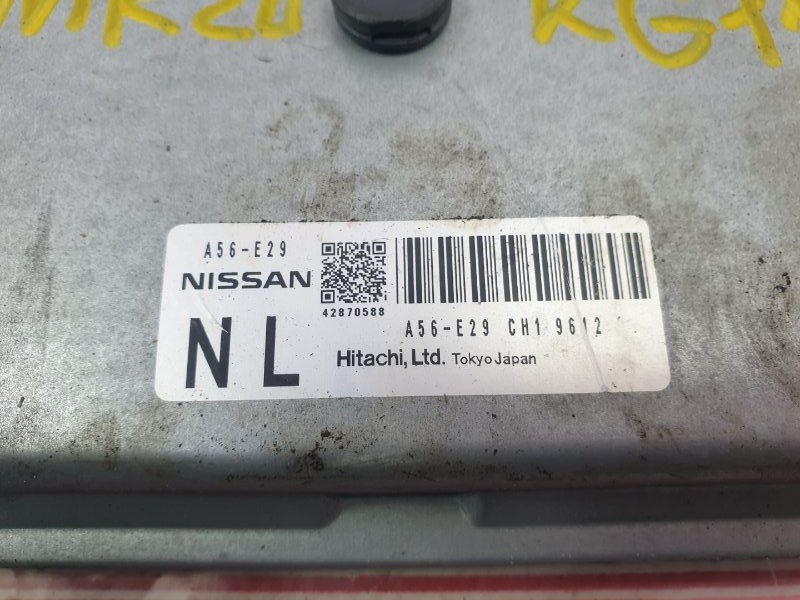 A56-E29
NISSAN
NL
42870588
A56-E29 CH1 9612
Hitachi, Ltd. Tokyo Japan